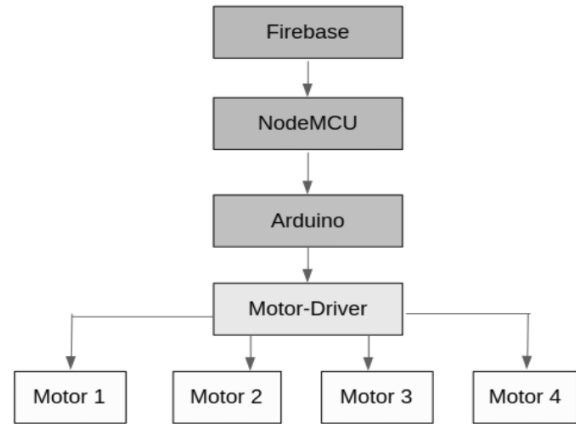 Firebase
NodeMCU
Arduino
Motor-Driver
Motor 1
Motor 2
Motor 3
Motor 4